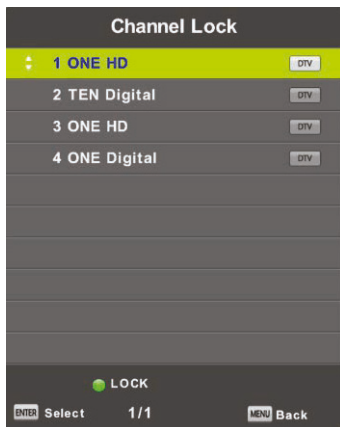 Channel Lock
1 ONE HD DTV
2 TEN Digital DTV
3 ONE HD DTV
4 ONE Digital DTV
LOCK
ENTER Select 1/1 MENU Back